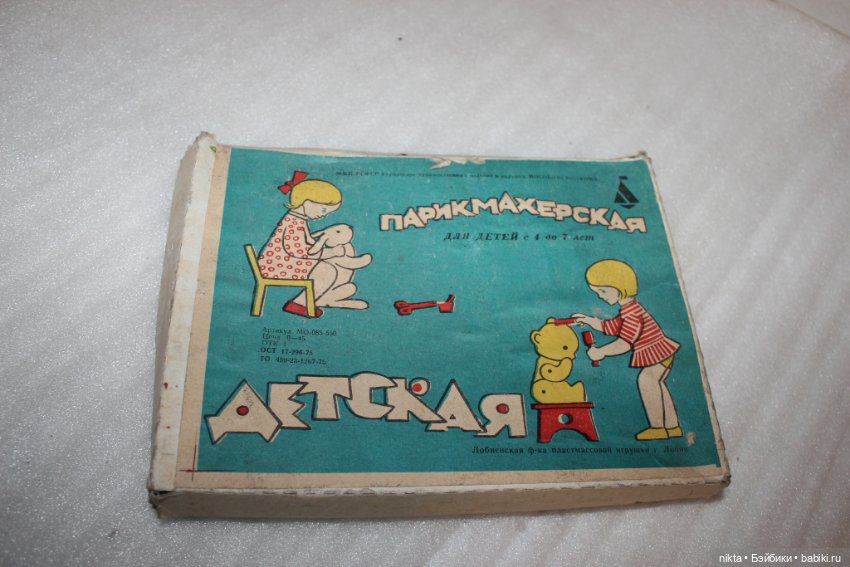 ПАРИКМАХЕРСКАЯ
ДЛЯ ДЕТЕЙ с 4 до 7 лет
Артикул МО-085-550
Цена 0—45
ОСТ 17-396-75
ДЕТСКАЯ
Лобненская ф-ка пластмассовой игрушки г. Лобня
nikta • Бэйбики • babiki.ru